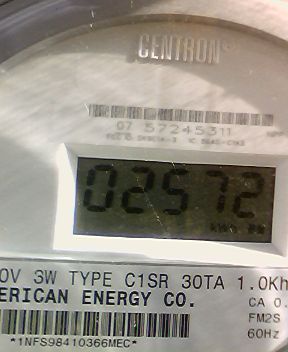 CENTRON®
07 57245311
02572
0V 3W TYPE C1SR 30TA 1.0Kh
ERICAN ENERGY CO.
CA 0.
FM2S
60Hz
*1NFS98410366MEC*